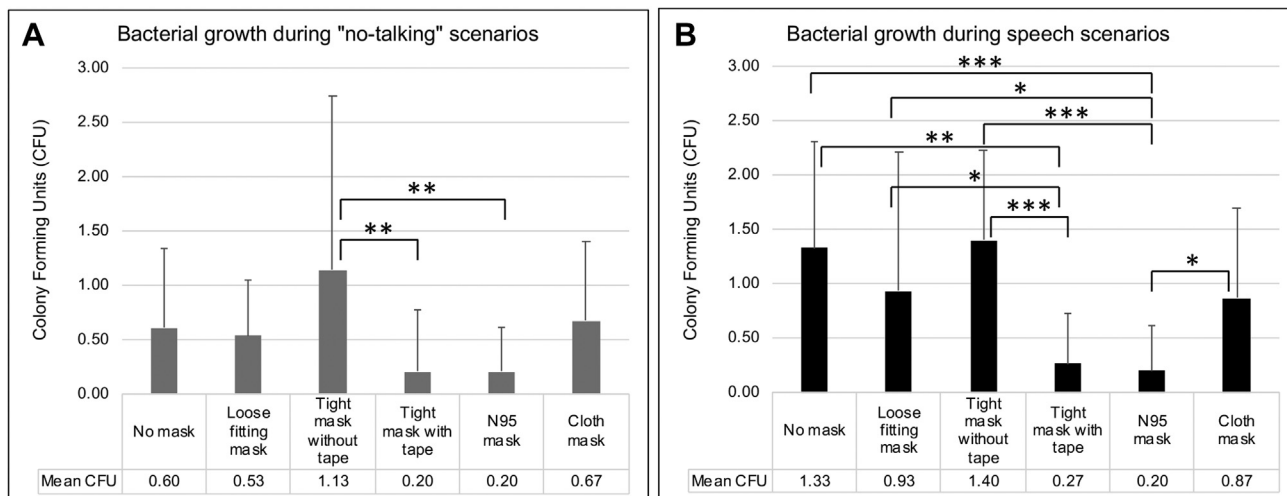 A
Bacterial growth during "no-talking" scenarios
Colony Forming Units (CFU)
3.00
2.50
2.00
1.50
1.00
0.50
0.00
**
**
No mask
Loose
fitting
mask
Tight
mask
without
tape
Tight
mask with
tape
N95
mask
Cloth
mask
Mean CFU
0.60
0.53
1.13
0.20
0.20
0.67
B
Bacterial growth during speech scenarios
Colony Forming Units (CFU)
3.00
2.50
2.00
1.50
1.00
0.50
0.00
***
*
***
**
*
***
*
No mask
Loose
fitting
mask
Tight
mask
without
tape
Tight
mask with
tape
N95
mask
Cloth
mask
Mean CFU
1.33
0.93
1.40
0.27
0.20
0.87